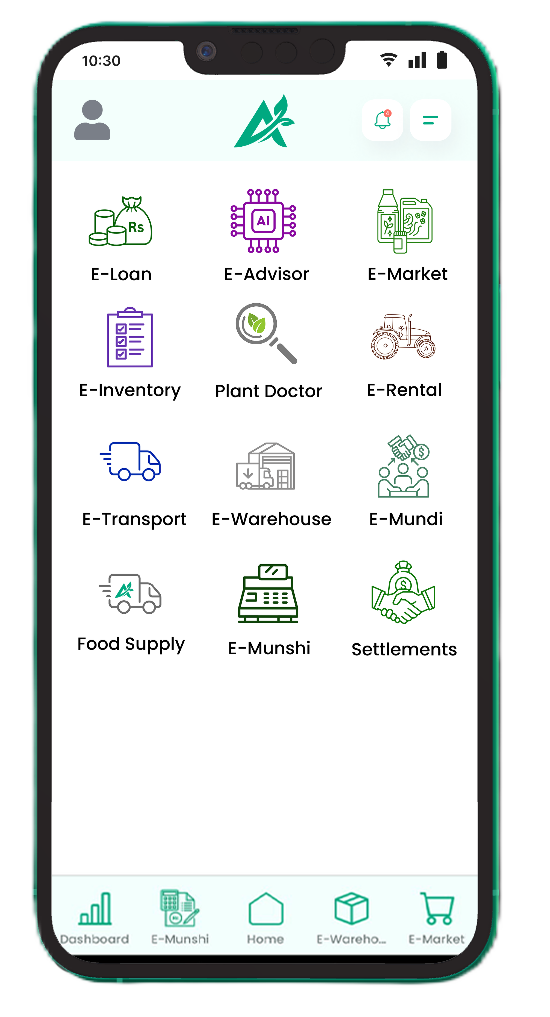 10:30
Rs
AI
E-Loan
E-Advisor
E-Market
E-Inventory
Plant Doctor
E-Rental
$
E-Transport
E-Warehouse
E-Mundi
$
Food Supply
E-Munshi
Settlements
Dashboard
E-Munshi
Home
E-Wareho...
E-Market